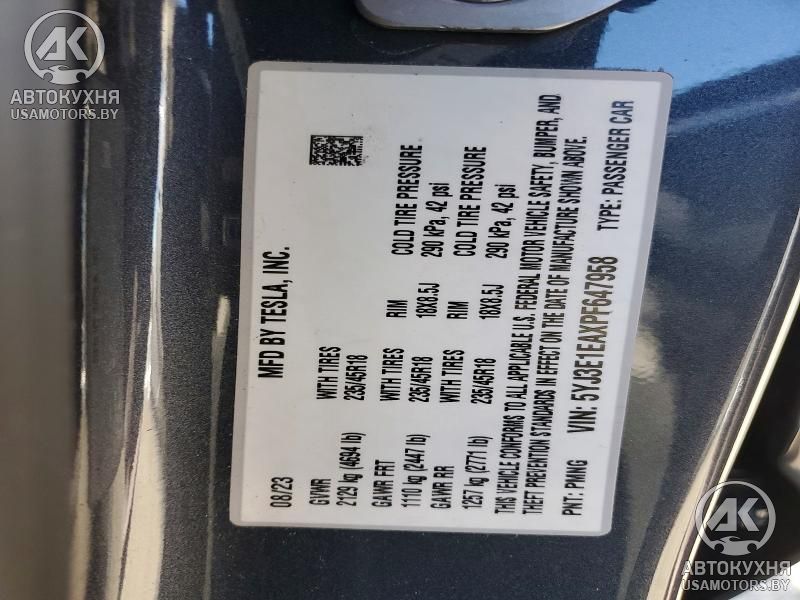 AK
АВТОКУХНЯ
USAMOTORS.BY
MFD BY TESLA, INC.
08/23
GVWR WITH TIRES
2129 kg (4694 lb) 235/45R18
GAWR FRT WITH TIRES RIM COLD TIRE PRESSURE
1110 kg (2447 lb) 235/45R18 18X8.5J 290 kPa, 42 psi
GAWR RR WITH TIRES RIM COLD TIRE PRESSURE
1257 kg (2771 lb) 235/45R18 18X8.5J 290 kPa, 42 psi
THIS VEHICLE CONFORMS TO ALL APPLICABLE U.S. FEDERAL MOTOR VEHICLE SAFETY, BUMPER, AND
THEFT PREVENTION STANDARDS IN EFFECT ON THE DATE OF MANUFACTURE SHOWN ABOVE.
PNT: PMNG VIN: 5YJ3E1EAXPF647958 TYPE: PASSENGER CAR
AK
АВТОКУХНЯ
USAMOTORS.BY